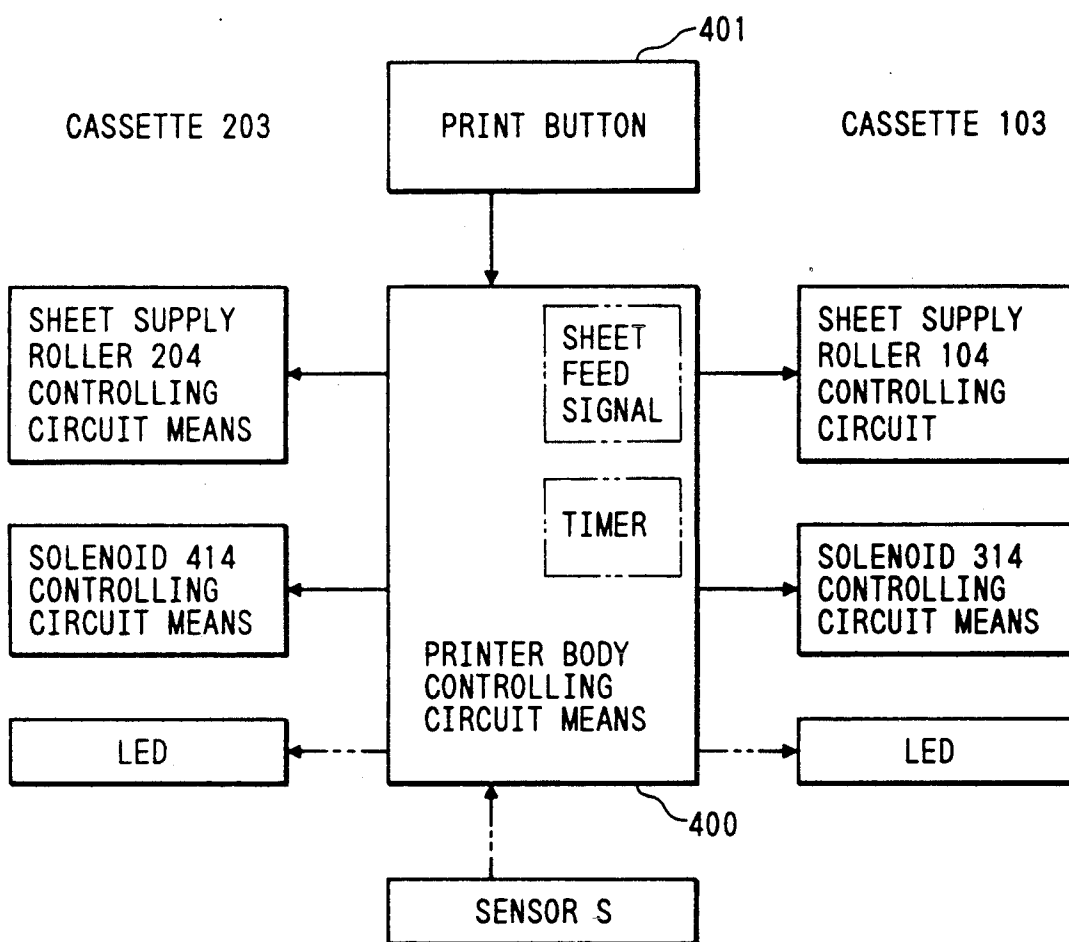 401
CASSETTE 203
PRINT BUTTON
CASSETTE 103
SHEET SUPPLY
ROLLER 204
CONTROLLING
CIRCUIT MEANS
SHEET
FEED
SIGNAL
SHEET SUPPLY
ROLLER 104
CONTROLLING
CIRCUIT
SOLENOID 414
CONTROLLING
CIRCUIT MEANS
TIMER
SOLENOID 314
CONTROLLING
CIRCUIT MEANS
PRINTER BODY
CONTROLLING
CIRCUIT MEANS
LED
LED
400
SENSOR S